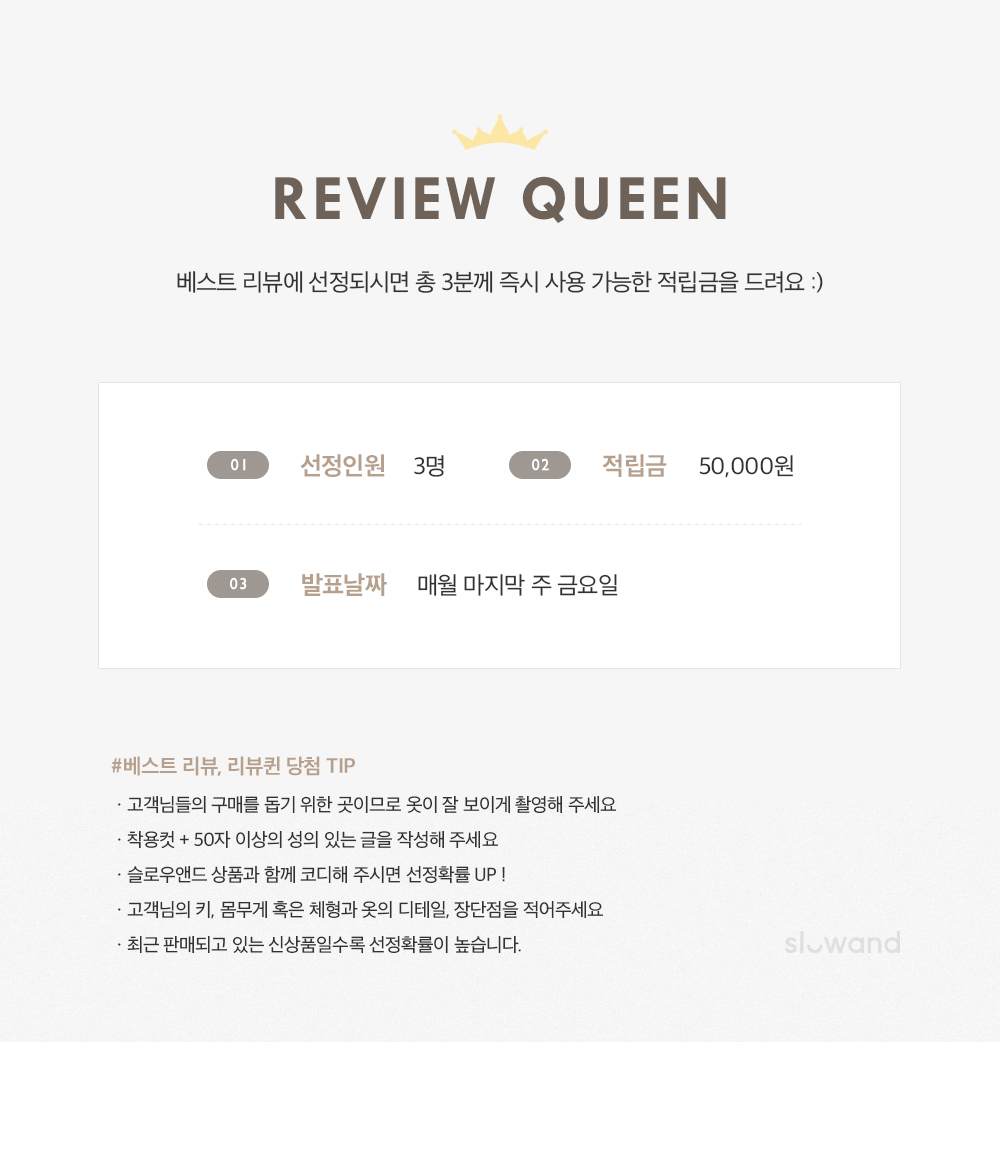 REVIEW QUEEN
베스트 리뷰에 선정되시면 총 3분께 즉시 사용 가능한 적립금을 드려요 :)
01 선정인원 3명 02 적립금 50,000원
03 발표날짜 매월 마지막 주 금요일
#베스트 리뷰, 리뷰퀸 당첨 TIP
· 고객님들의 구매를 돕기 위한 곳이므로 옷이 잘 보이게 촬영해 주세요
· 착용컷 + 50자 이상의 성의 있는 글을 작성해 주세요
· 슬로우앤드 상품과 함께 코디해 주시면 선정확률 UP !
· 고객님의 키, 몸무게 혹은 체형과 옷의 디테일, 장단점을 적어주세요
· 최근 판매되고 있는 신상품일수록 선정확률이 높습니다.
slowand